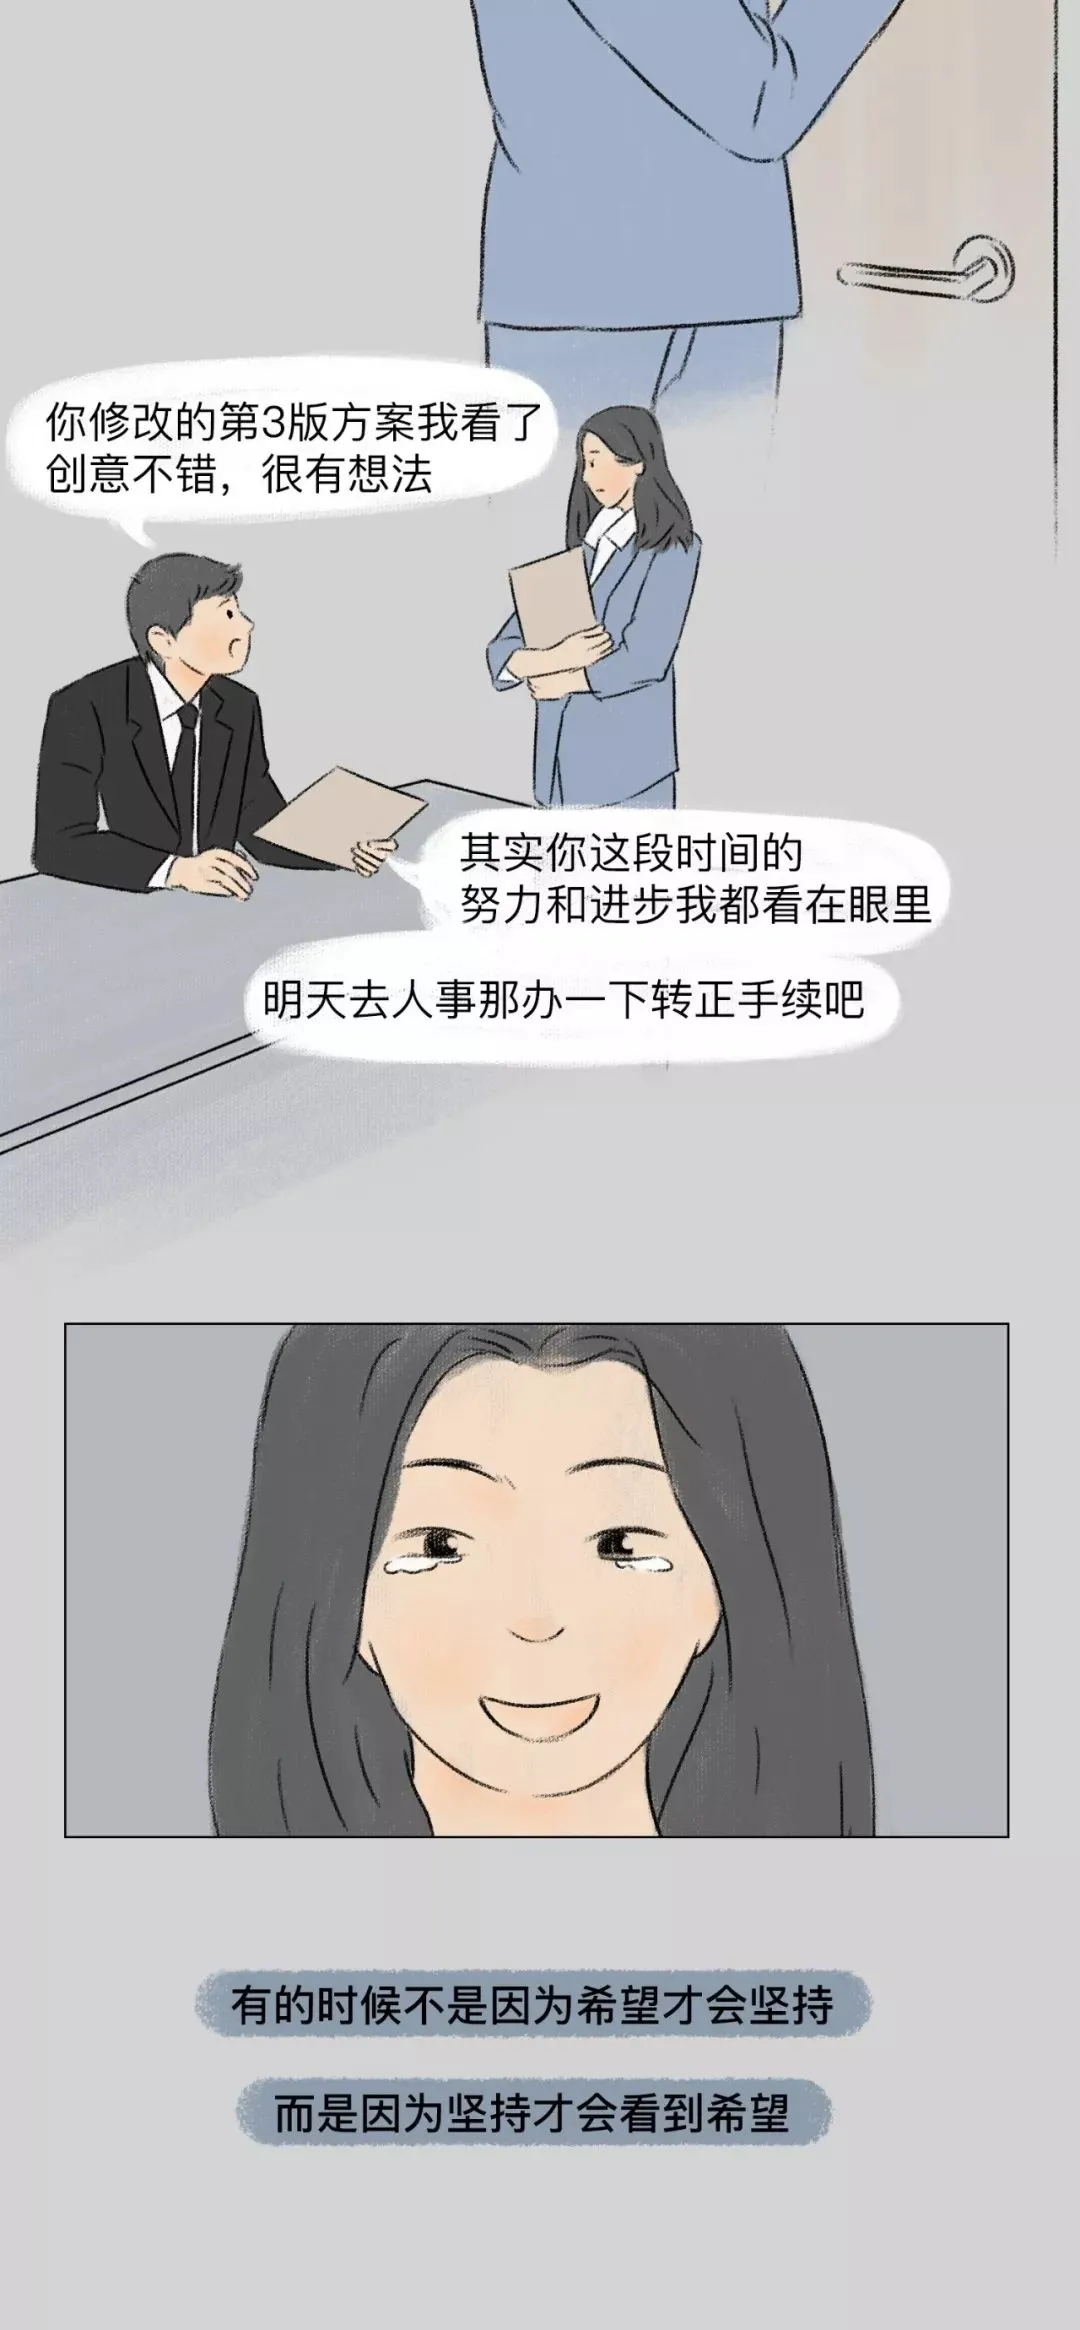 你修改的第3版方案我看了
创意不错，很有想法
其实你这段时间的
努力和进步我都看在眼里
明天去人事那办一下转正手续吧
有的时候不是因为希望才会坚持
而是因为坚持才会看到希望